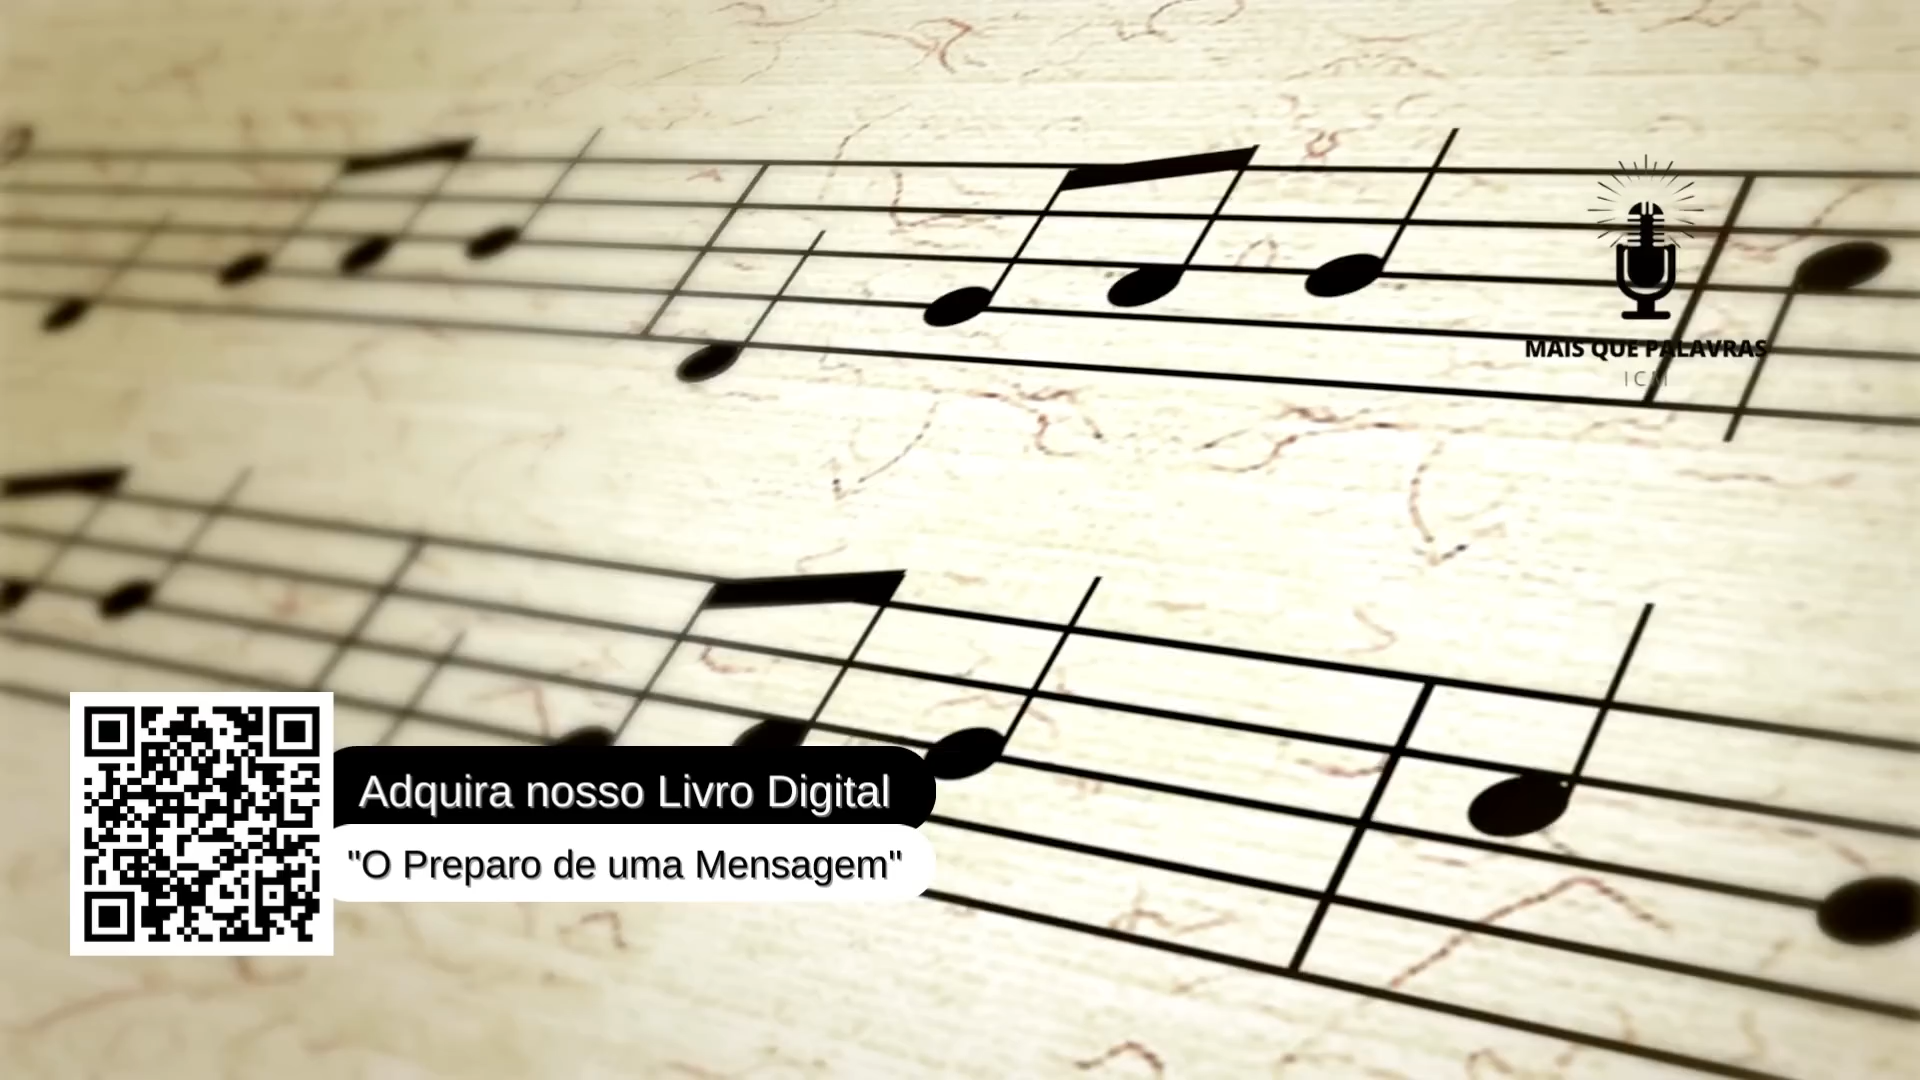 MAIS QUE PALAVRAS
ICM
Adquira nosso Livro Digital
"O Preparo de uma Mensagem"